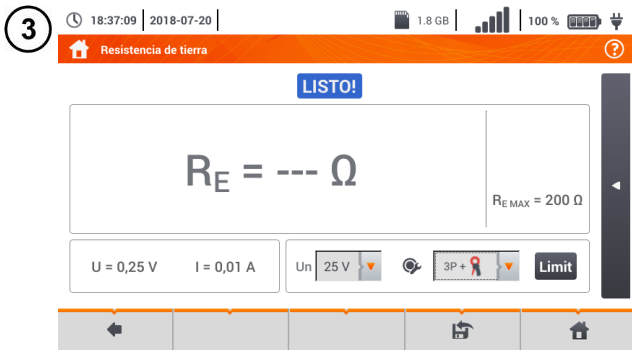 3
18:37:09 2018-07-20 1.8 GB 100 %
Resistencia de tierra ?
LISTO!
RE = --- Ω
RE MAX = 200 Ω
U = 0,25 V I = 0,01 A Un 25 V 3P + Limit